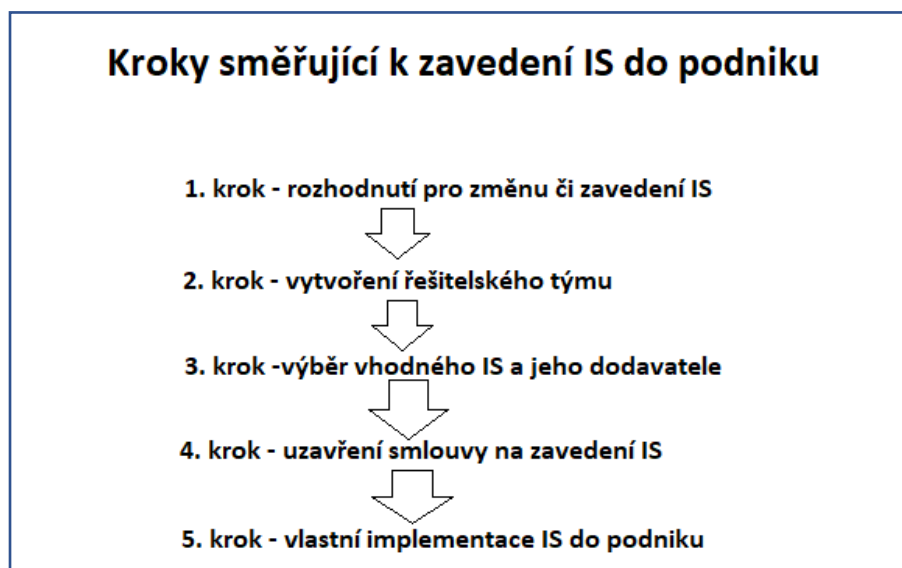 Kroky směřující k zavedení IS do podniku
1. krok - rozhodnutí pro změnu či zavedení IS
2. krok - vytvoření řešitelského týmu
3. krok -výběr vhodného IS a jeho dodavatele
4. krok - uzavření smlouvy na zavedení IS
5. krok - vlastní implementace IS do podniku